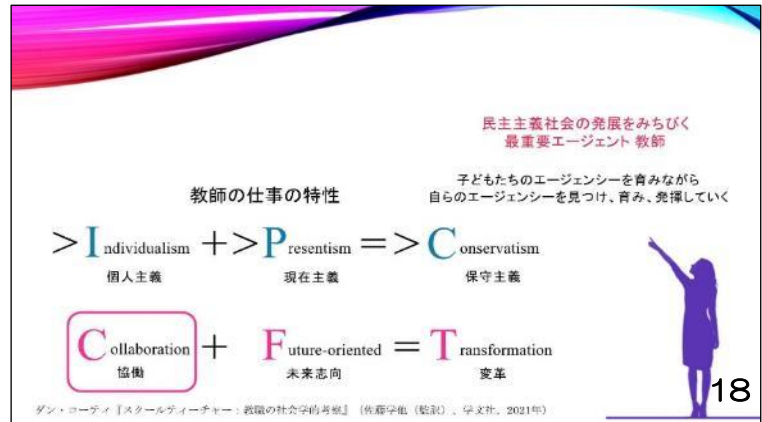 民主主義社会の発展をみちびく
最重要エージェント 教師
子どもたちのエージェンシーを育みながら
自らのエージェンシーを見つけ、育み、発揮していく
教師の仕事の特性
>Individualism +>Presentism =>Conservatism
個人主義 現在主義 保守主義
Collaboration + Future-oriented = Transformation
協働 未来志向 変革
18
ダン・ローティ『スクールティーチャー:教職の社会学的考察』(佐藤学他(監訳)、学文社、2021年)